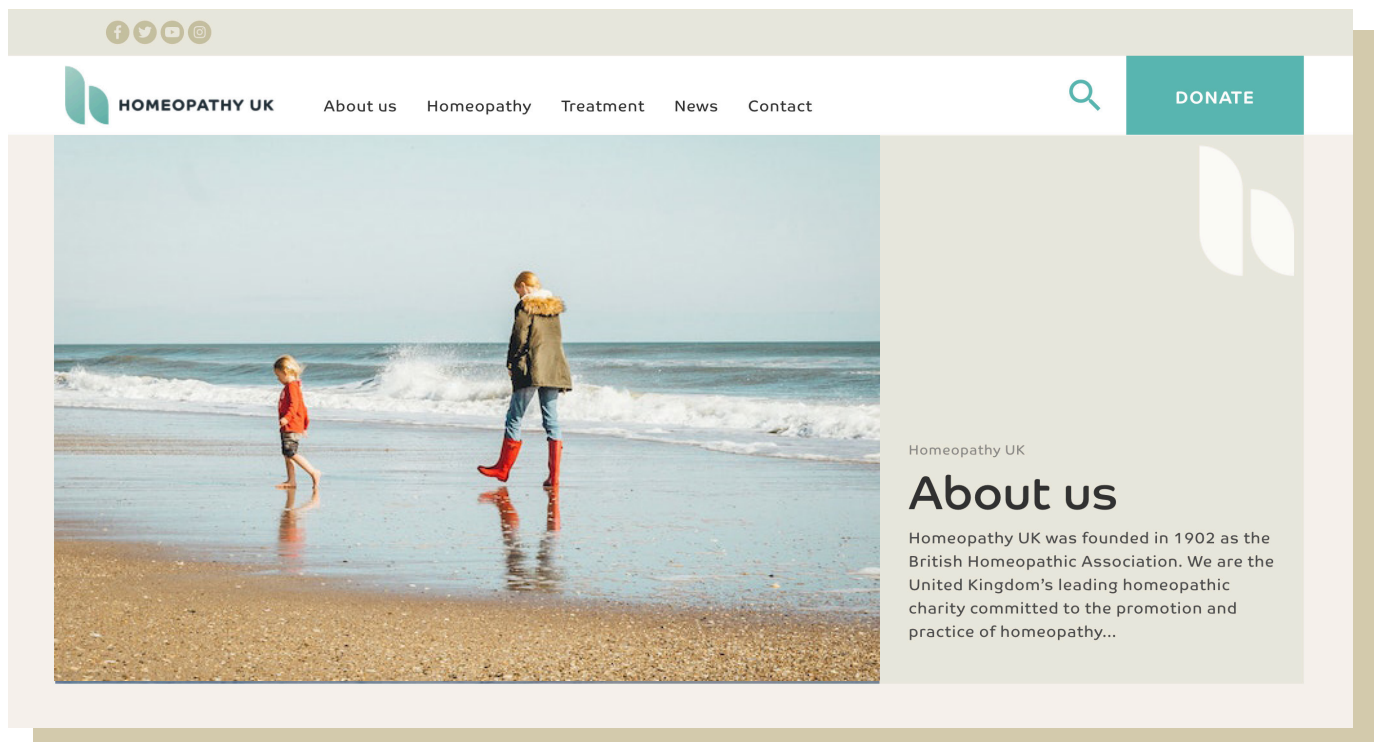 HOMEOPATHY UK
About us
Homeopathy
Treatment
News
Contact
DONATE
Homeopathy UK
About us
Homeopathy UK was founded in 1902 as the
British Homeopathic Association. We are the
United Kingdom’s leading homeopathic
charity committed to the promotion and
practice of homeopathy...